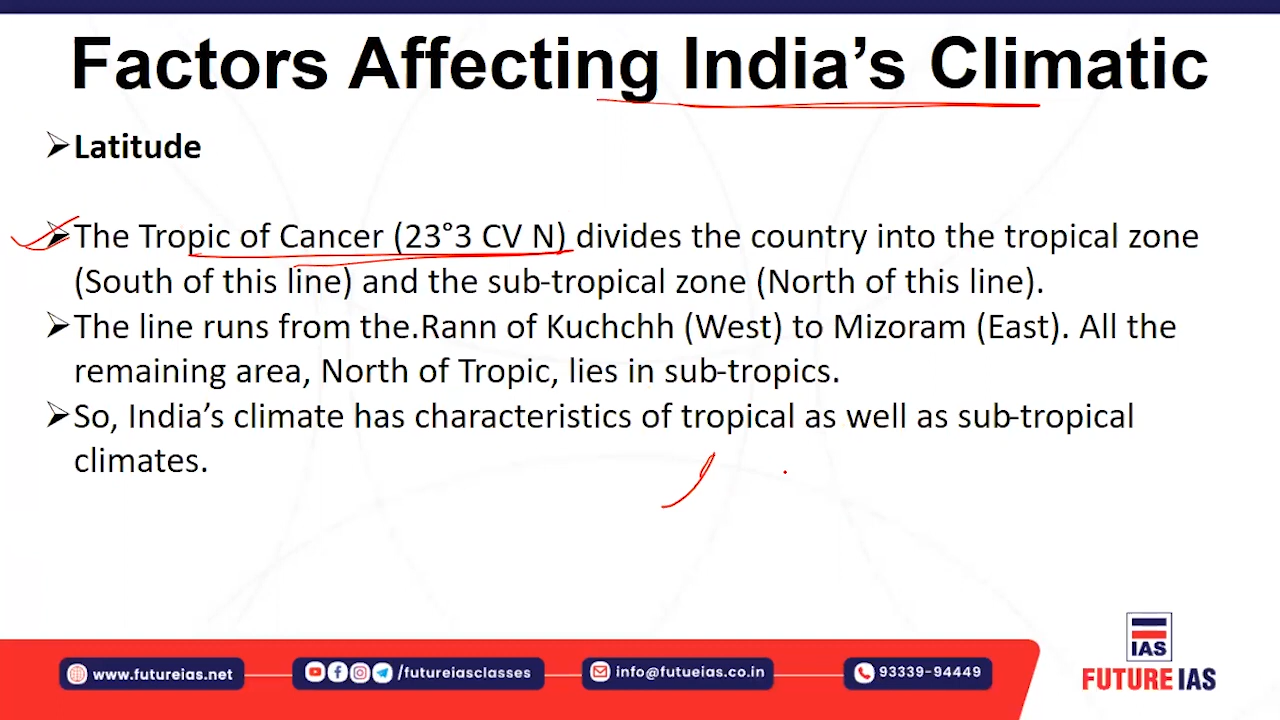 Factors Affecting India’s Climatic
Latitude
The Tropic of Cancer (23°3 CV N) divides the country into the tropical zone
(South of this line) and the sub-tropical zone (North of this line).
The line runs from the.Rann of Kuchchh (West) to Mizoram (East). All the
remaining area, North of Tropic, lies in sub-tropics.
So, India’s climate has characteristics of tropical as well as sub-tropical
climates.
www.futureias.net
/futureiasclasses
info@futueias.co.in
93339-94449
IAS
FUTURE IAS